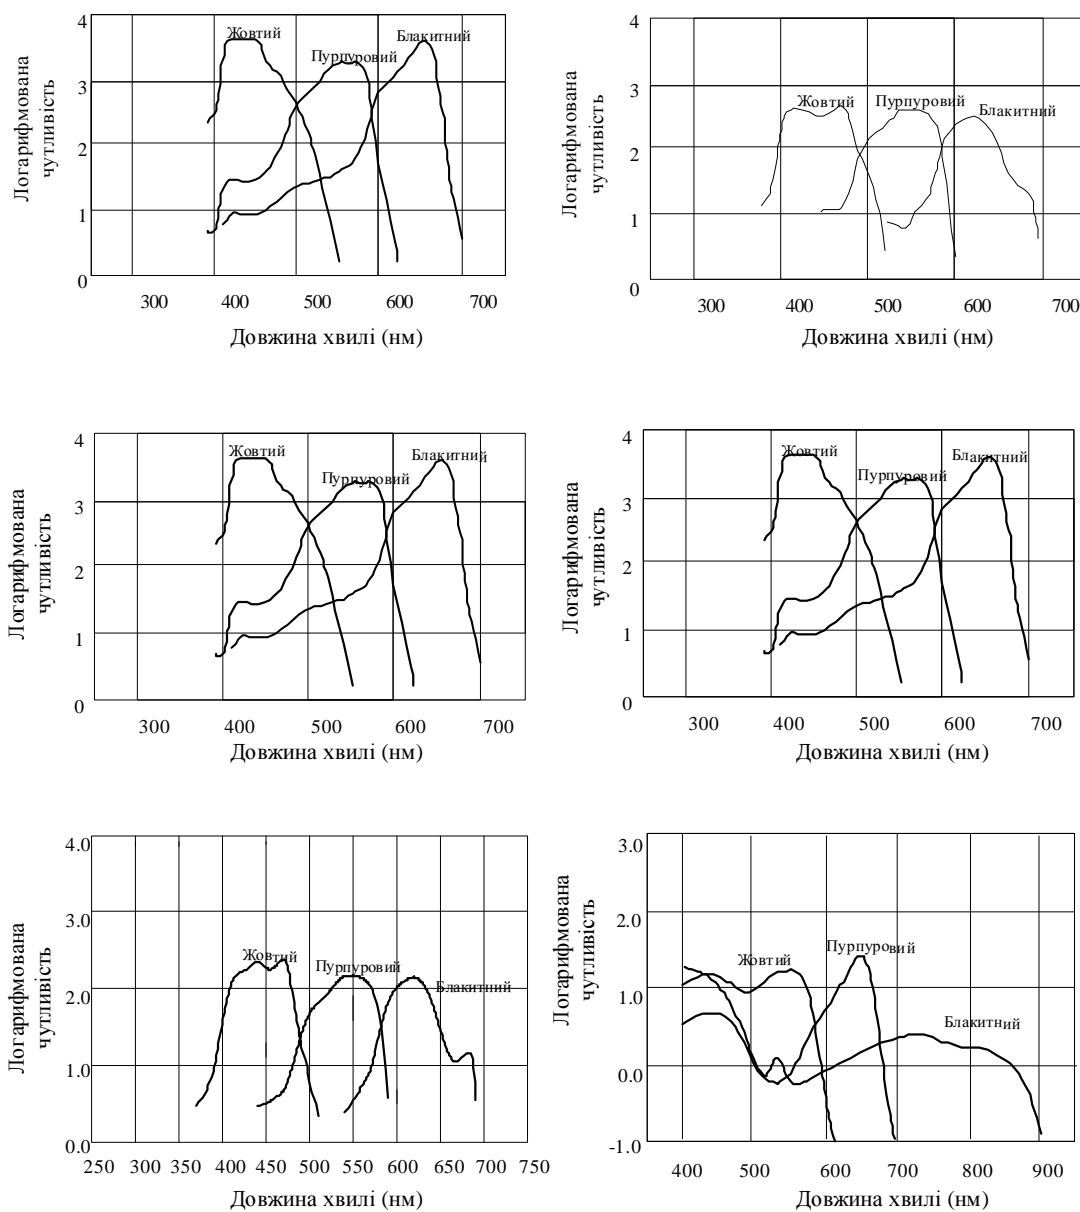 Логарифмована
чутливість
4
3
2
1
0
Жовтий
Пурпуровий
Блакитний
300 400 500 600 700
Довжина хвилі (нм)
Логарифмована
чутливість
4
3
2
1
0
Жовтий
Пурпуровий
Блакитний
300 400 500 600 700
Довжина хвилі (нм)
Логарифмована
чутливість
4
3
2
1
0
Жовтий
Пурпуровий
Блакитний
300 400 500 600 700
Довжина хвилі (нм)
Логарифмована
чутливість
4
3
2
1
0
Жовтий
Пурпуровий
Блакитний
300 400 500 600 700
Довжина хвилі (нм)
Логарифмована
чутливість
4.0
3.0
2.0
1.0
0.0
Жовтий
Пурпуровий
Блакитний
250 300 350 400 450 500 550 600 650 700 750
Довжина хвилі (нм)
Логарифмована
чутливість
3.0
2.0
1.0
0.0
-1.0
Жовтий
Пурпуровий
Блакитний
400 500 600 700 800 900
Довжина хвилі (нм)